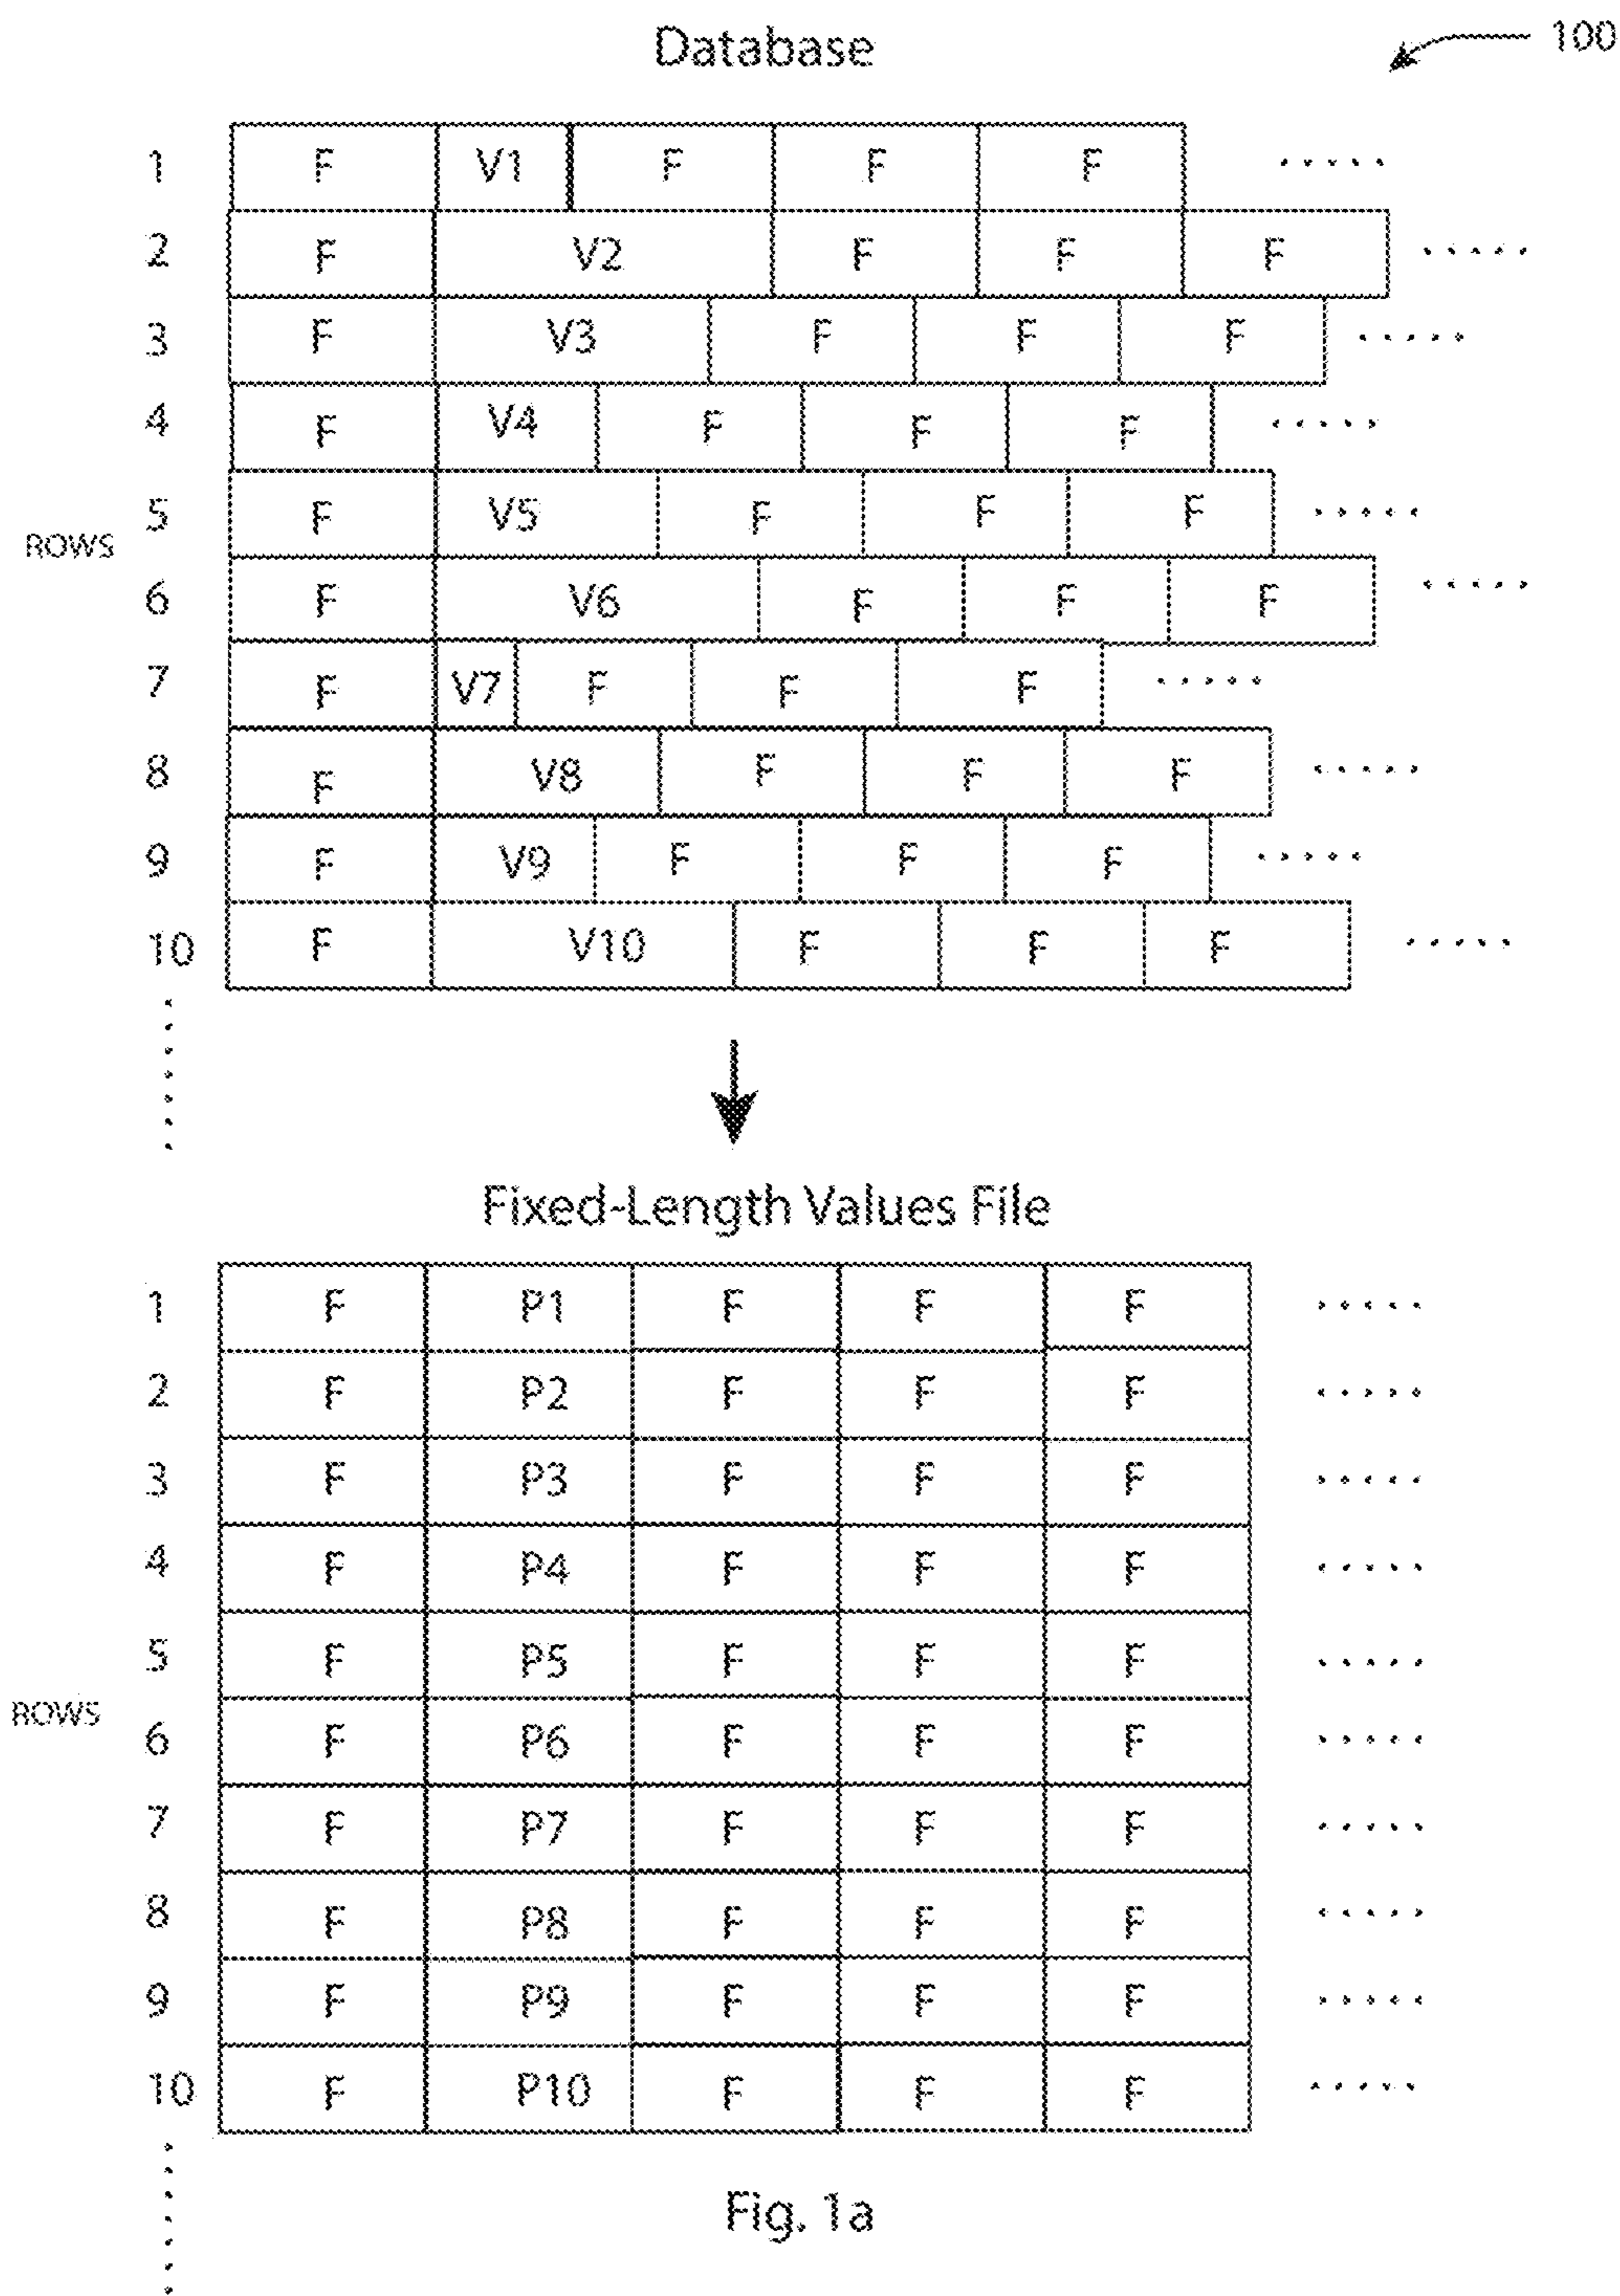 Database
100
1 F V1 F F F .....
2 F V2 F F F .....
3 F V3 F F F .....
4 F V4 F F F .....
5 F V5 F F F .....
ROWS
6 F V6 F F F .....
7 F V7 F F F .....
8 F V8 F F F .....
9 F V9 F F F .....
10 F V10 F F F .....
Fixed-Length Values File
1 F P1 F F F .....
2 F P2 F F F .....
3 F P3 F F F .....
4 F P4 F F F .....
5 F P5 F F F .....
ROWS
6 F P6 F F F .....
7 F P7 F F F .....
8 F P8 F F F .....
9 F P9 F F F .....
10 F P10 F F F .....
Fig. 1a